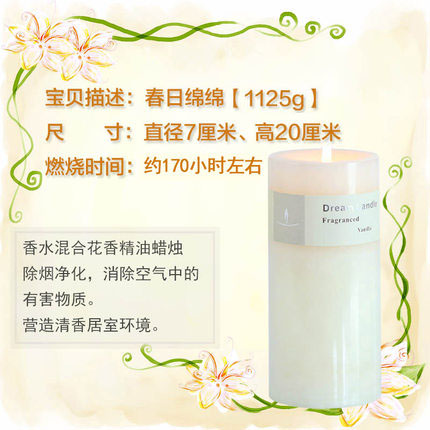 宝贝描述：春日绵绵【1125g】
尺 寸：直径7厘米、高20厘米
燃烧时间：约170小时左右
香水混合花香精油蜡烛
除烟净化，消除空气中的
有害物质。
营造清香居室环境。
Fragranced
Vanilla